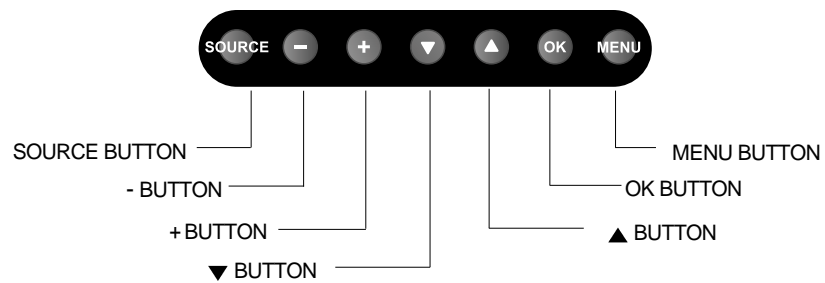 SOURCE − + ▼ ▲ OK MENU
SOURCE BUTTON
MENU BUTTON
- BUTTON
OK BUTTON
+ BUTTON
▲ BUTTON
▼ BUTTON